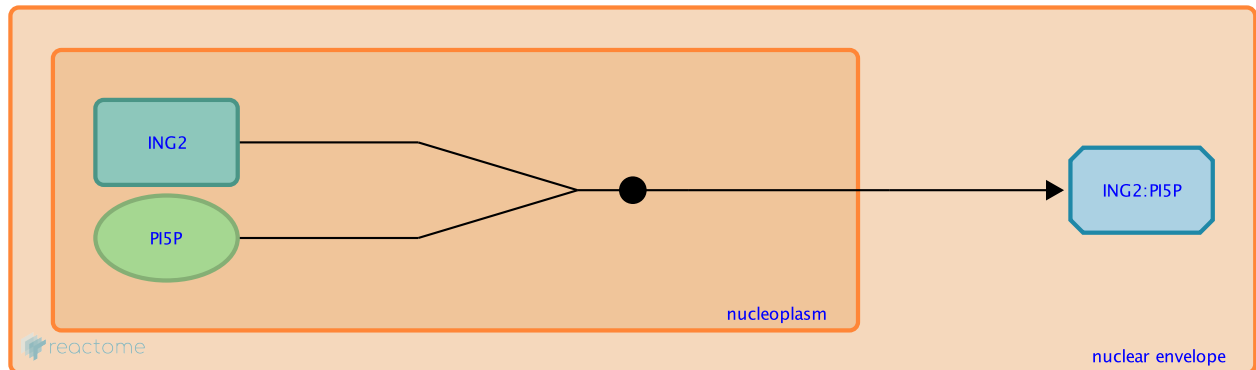 ING2
PI5P
ING2:PI5P
nucleoplasm
reactome
nuclear envelope